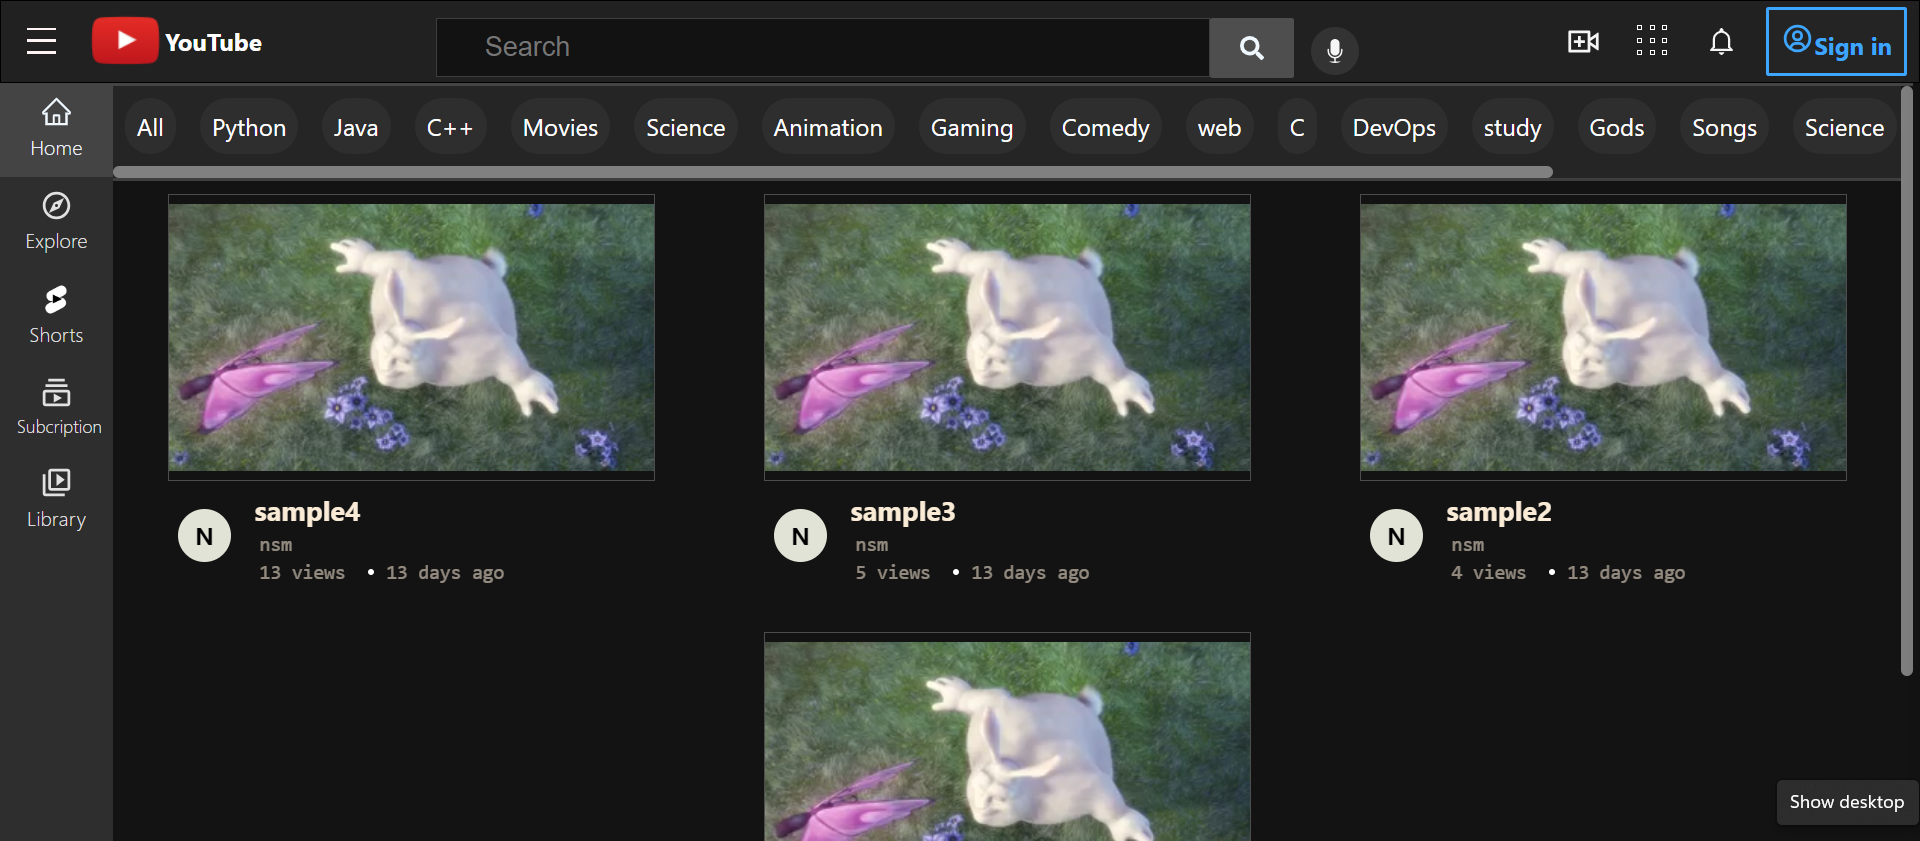 YouTube
Search
Sign in
All Python Java C++ Movies Science Animation Gaming Comedy web C DevOps study Gods Songs Science
Home
Explore
Shorts
Subcription
Library
N
sample4
nsm
13 views • 13 days ago
N
sample3
nsm
5 views • 13 days ago
N
sample2
nsm
4 views • 13 days ago
Show desktop